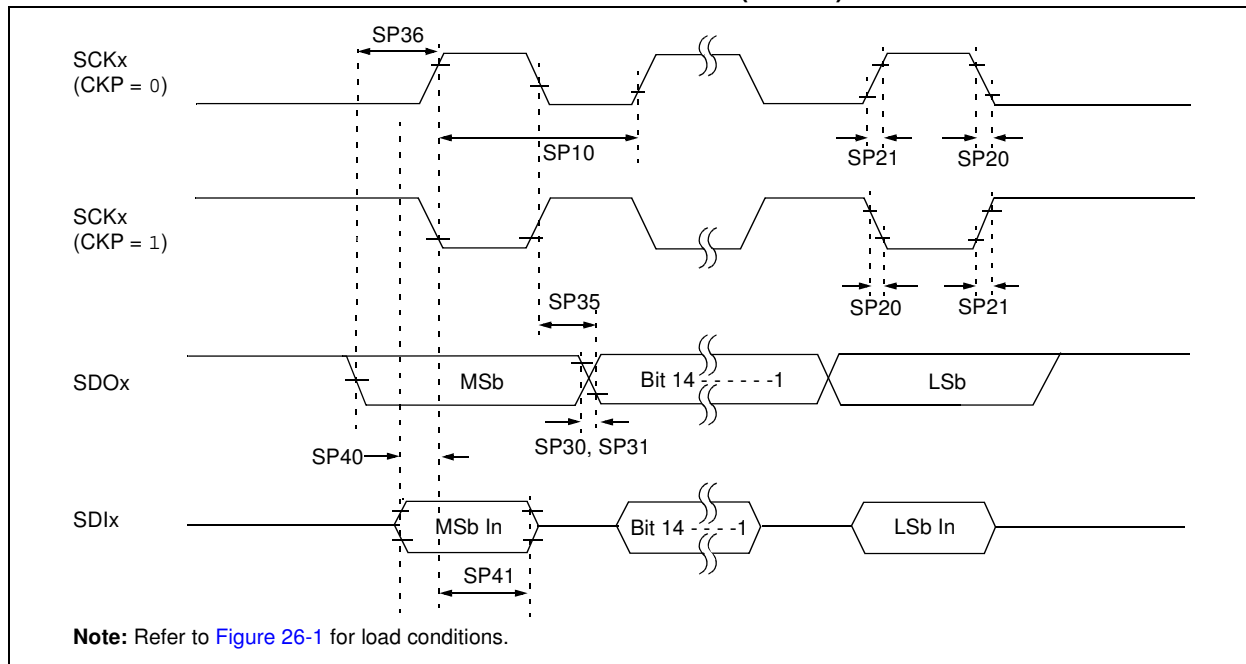 SP36
SCKx
(CKP = 0)
SP10
SP21
SP20
SCKx
(CKP = 1)
SP35
SP20
SP21
SDOx
MSb
Bit 14 - - - - - -1
LSb
SP30, SP31
SP40
SDIx
MSb In
Bit 14 - - - -1
LSb In
SP41
Note: Refer to Figure 26-1 for load conditions.